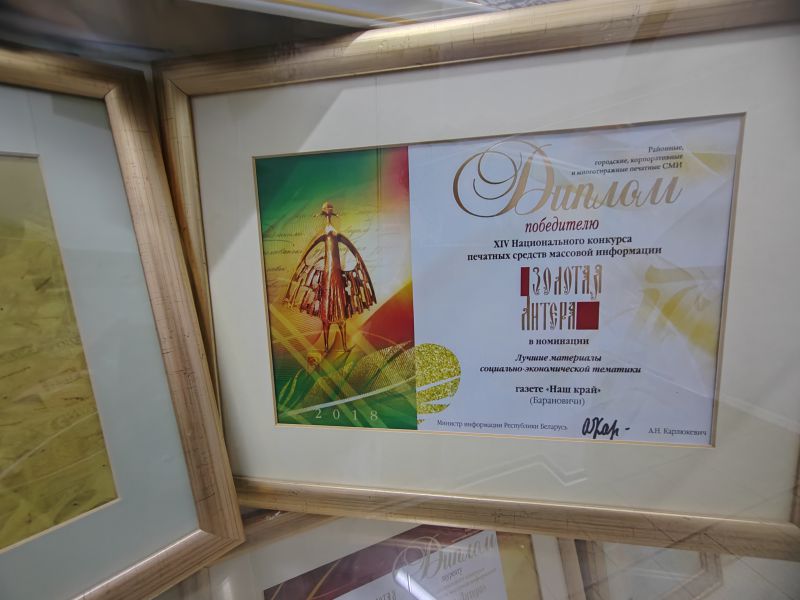 Районные,
городские, корпоративные
и многотиражные печатные СМИ
Диплом
победителю
XIV Национального конкурса
печатных средств массовой информации
ЗОЛОТАЯ
ЛИТЕРА
в номинации
Лучшие материалы
социально-экономической тематики
газете «Наш край»
(Барановичи)
2018
Министр информации Республики Беларусь
А.Н. Карлюкевич
Диплом